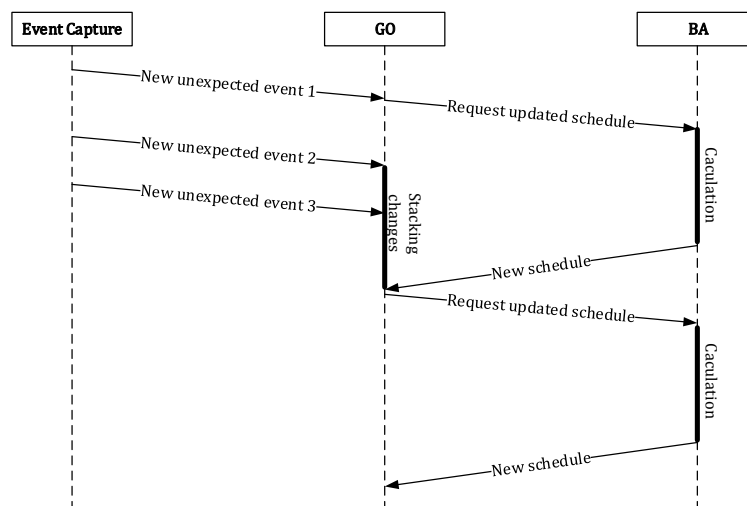 Event Capture
GO
BA
New unexpected event 1
Request updated schedule
New unexpected event 2
Caculation
New unexpected event 3
Stacking
changes
New schedule
Request updated schedule
Caculation
New schedule